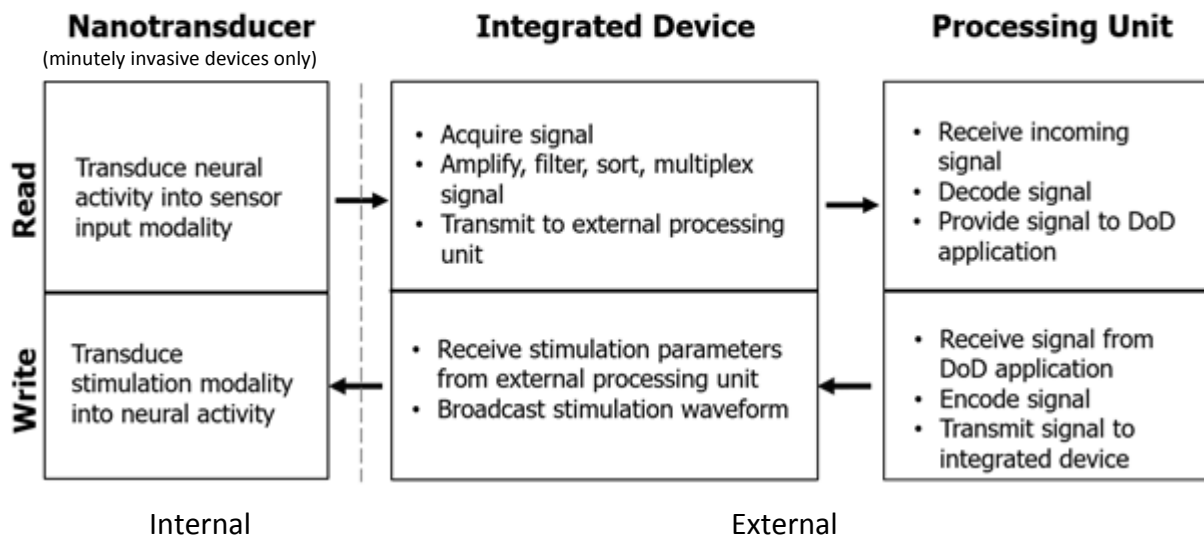 Nanotransducer
(minutely invasive devices only)
Integrated Device
Processing Unit
Read
Transduce neural
activity into sensor
input modality
• Acquire signal
• Amplify, filter, sort, multiplex
signal
• Transmit to external processing
unit
• Receive incoming
signal
• Decode signal
• Provide signal to DoD
application
Write
Transduce
stimulation modality
into neural activity
• Receive stimulation parameters
from external processing unit
• Broadcast stimulation waveform
• Receive signal from
DoD application
• Encode signal
• Transmit signal to
integrated device
Internal
External